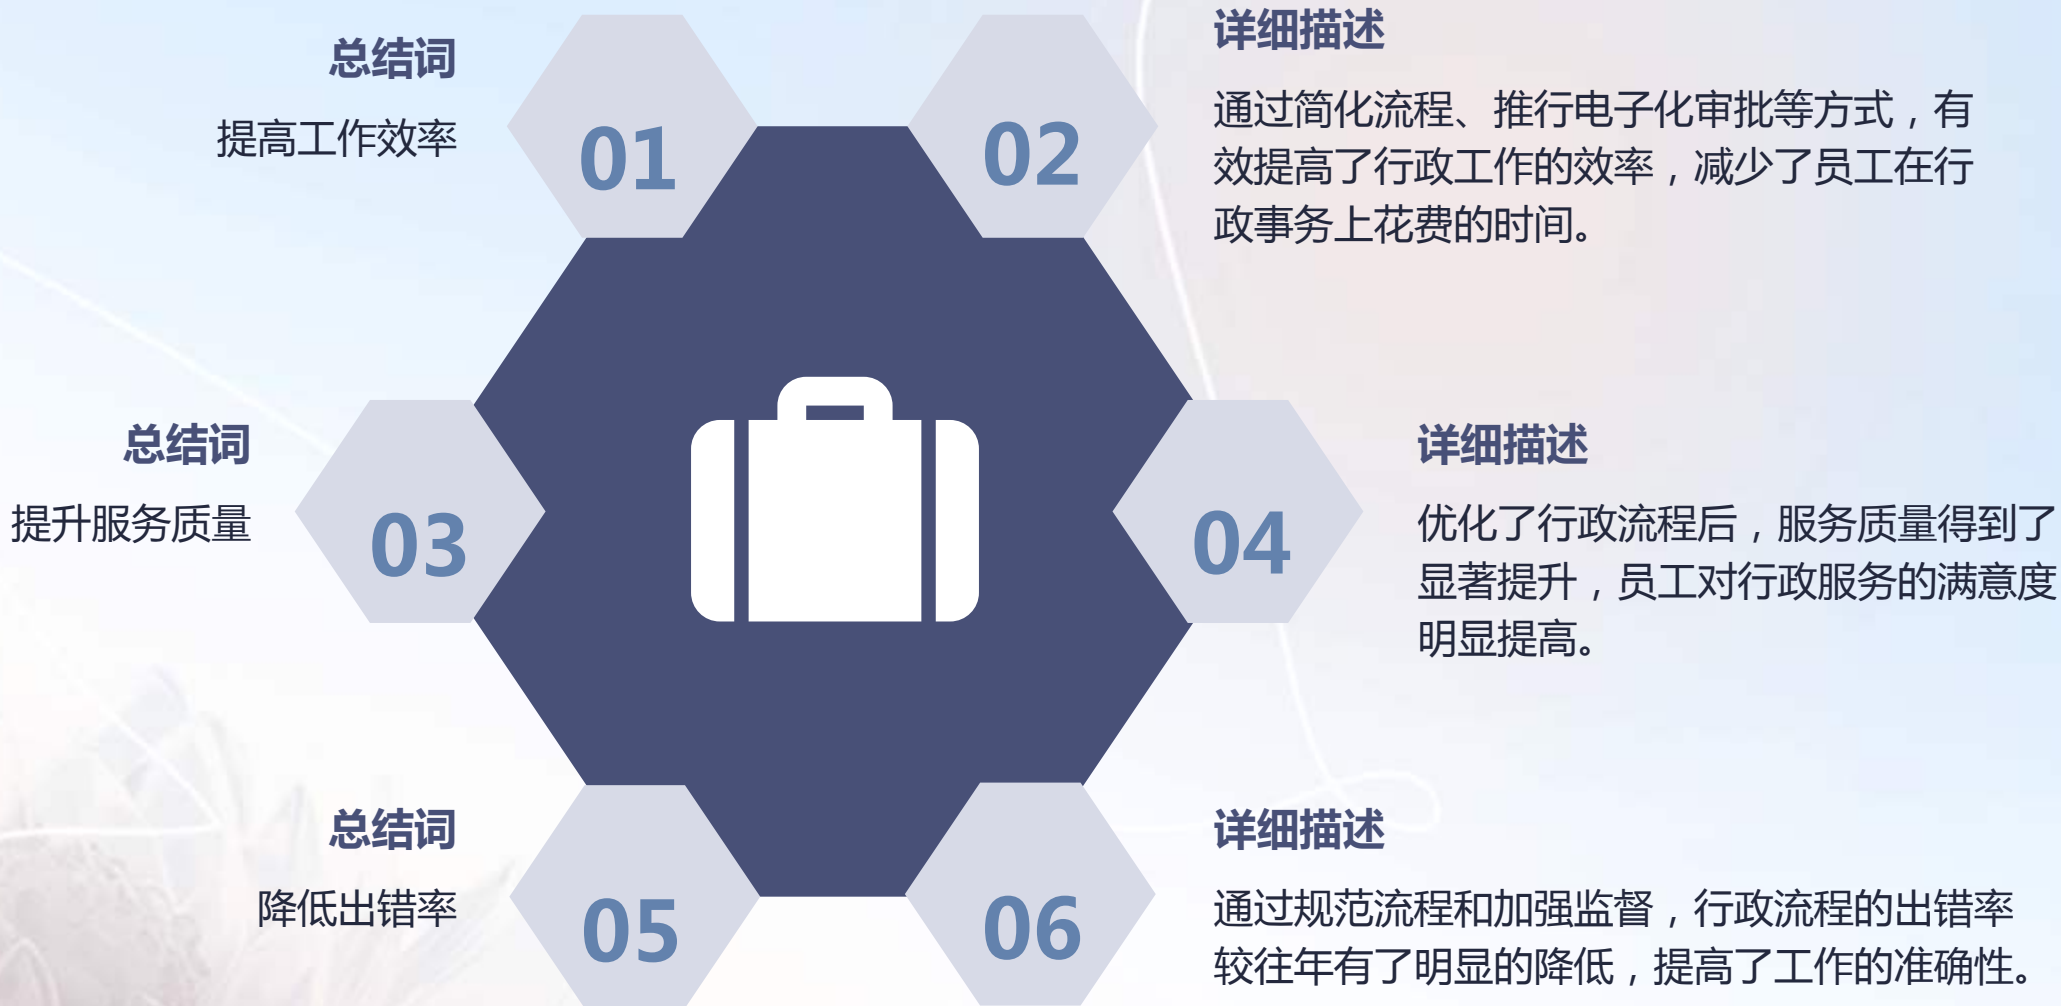 总结词
提高工作效率
01
02
详细描述
通过简化流程、推行电子化审批等方式，有
效提高了行政工作的效率，减少了员工在行
政事务上花费的时间。
总结词
提升服务质量
03
04
详细描述
优化了行政流程后，服务质量得到了
显著提升，员工对行政服务的满意度
明显提高。
总结词
降低出错率
05
06
详细描述
通过规范流程和加强监督，行政流程的出错率
较往年有了明显的降低，提高了工作的准确性。